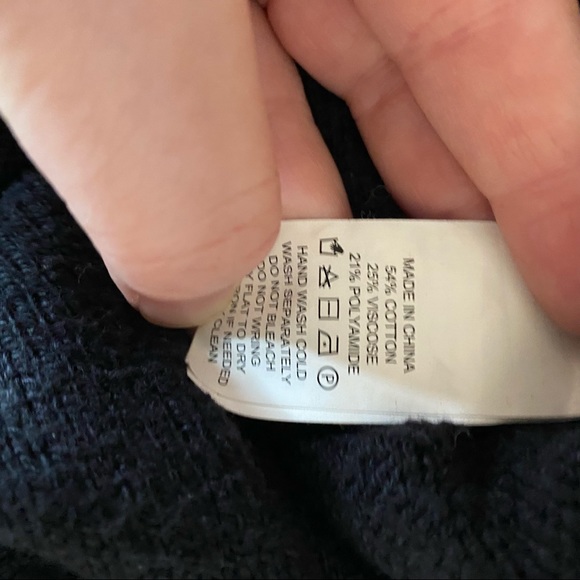 MADE IN CHINA
54% COTTON
25% VISCOSE
21% POLYAMIDE
P
HAND WASH COLD
WASH SEPARATELY
DO NOT BLEACH
DO NOT WRING
FLAT TO DRY
IF NEEDED
CLEAN